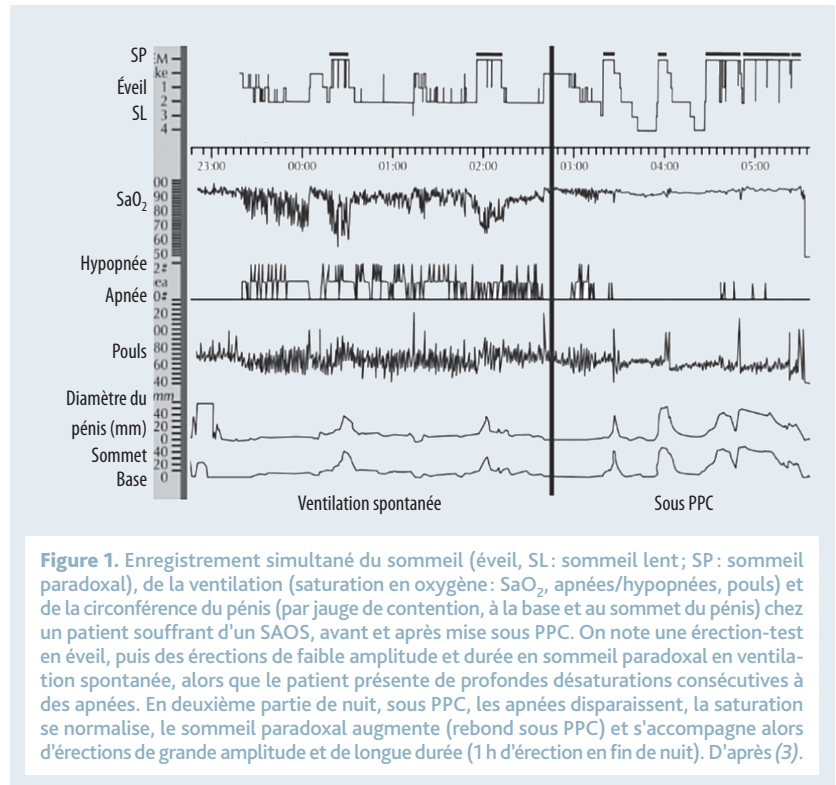 SP
EM
ke
Éveil
1
2
SL
3
4
23:00 00:00 01:00 02:00 03:00 04:00 05:00
SaO2
00
90
80
70
60
50
Hypopnée
2#
ea
Apnée
0#
20
00
Pouls
80
60
40
Diamètre du
mm
pénis (mm)
40
20
0
Sommet
40
20
Base
0
Ventilation spontanée Sous PPC
Figure 1. Enregistrement simultané du sommeil (éveil, SL : sommeil lent ; SP : sommeil
paradoxal), de la ventilation (saturation en oxygène : SaO2, apnées/hypopnées, pouls) et
de la circonférence du pénis (par jauge de contention, à la base et au sommet du pénis) chez
un patient souffrant d'un SAOS, avant et après mise sous PPC. On note une érection-test
en éveil, puis des érections de faible amplitude et durée en sommeil paradoxal en ventila-
tion spontanée, alors que le patient présente de profondes désaturations consécutives à
des apnées. En deuxième partie de nuit, sous PPC, les apnées disparaissent, la saturation
se normalise, le sommeil paradoxal augmente (rebond sous PPC) et s'accompagne alors
d'érections de grande amplitude et de longue durée (1 h d'érection en fin de nuit). D'après (3).